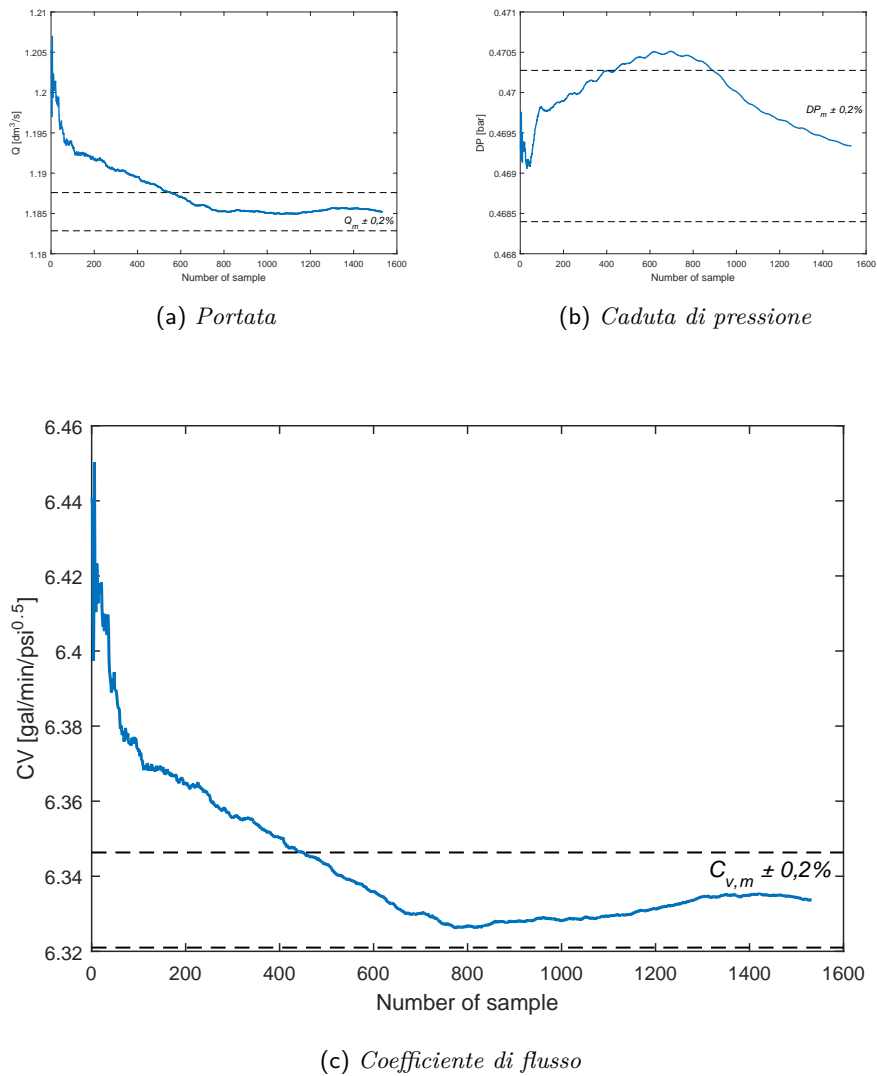 1.21
1.205
1.2
1.195
1.19
1.185
1.18
Q [dm³/s]
0 200 400 600 800 1000 1200 1400 1600
Number of sample
Q_m ± 0,2%
(a) Portata
0.471
0.4705
0.47
0.4695
0.469
0.4685
0.468
DP [bar]
0 200 400 600 800 1000 1200 1400 1600
Number of sample
DP_m ± 0,2%
(b) Caduta di pressione
6.46
6.44
6.42
6.4
6.38
6.36
6.34
6.32
CV [gal/min/psi^0.5]
C_v,m ± 0,2%
0 200 400 600 800 1000 1200 1400 1600
Number of sample
(c) Coefficiente di flusso